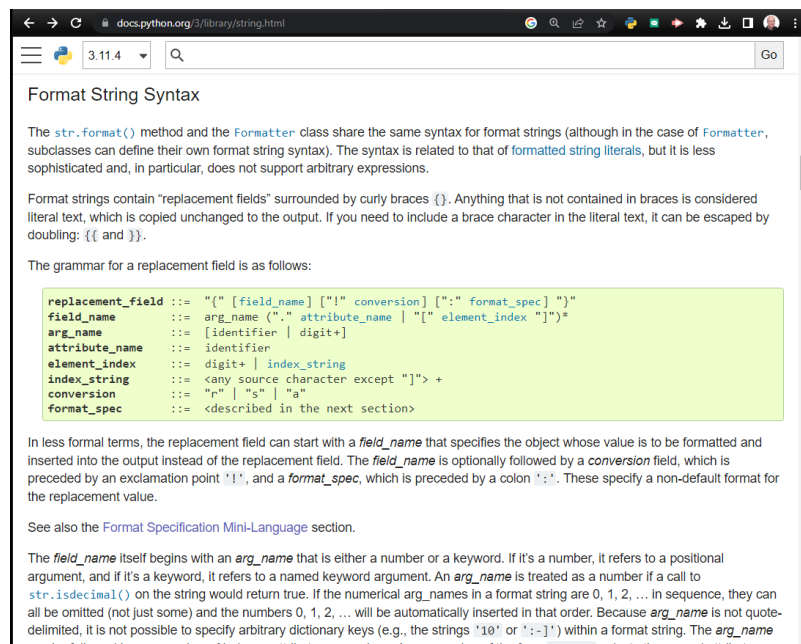 docs.python.org/3/library/string.html
3.11.4
Go
Format String Syntax
The str.format() method and the Formatter class share the same syntax for format strings (although in the case of Formatter,
subclasses can define their own format string syntax). The syntax is related to that of formatted string literals, but it is less
sophisticated and, in particular, does not support arbitrary expressions.
Format strings contain “replacement fields” surrounded by curly braces {}. Anything that is not contained in braces is considered
literal text, which is copied unchanged to the output. If you need to include a brace character in the literal text, it can be escaped by
doubling: {{ and }}.
The grammar for a replacement field is as follows:
replacement_field ::= "{" [field_name] ["!" conversion] [":" format_spec] "}"
field_name ::= arg_name ("." attribute_name | "[" element_index "]")*
arg_name ::= [identifier | digit+]
attribute_name ::= identifier
element_index ::= digit+ | index_string
index_string ::= <any source character except "]"> +
conversion ::= "r" | "s" | "a"
format_spec ::= <described in the next section>
In less formal terms, the replacement field can start with a field_name that specifies the object whose value is to be formatted and
inserted into the output instead of the replacement field. The field_name is optionally followed by a conversion field, which is
preceded by an exclamation point '!', and a format_spec, which is preceded by a colon ':'. These specify a non-default format for
the replacement value.
See also the Format Specification Mini-Language section.
The field_name itself begins with an arg_name that is either a number or a keyword. If it’s a number, it refers to a positional
argument, and if it’s a keyword, it refers to a named keyword argument. An arg_name is treated as a number if a call to
str.isdecimal() on the string would return true. If the numerical arg_names in a format string are 0, 1, 2, … in sequence, they can
all be omitted (not just some) and the numbers 0, 1, 2, … will be automatically inserted in that order. Because arg_name is not quote-
delimited, it is not possible to specify arbitrary dictionary keys (e.g., the strings '10' or ':-]') within a format string. The arg_name